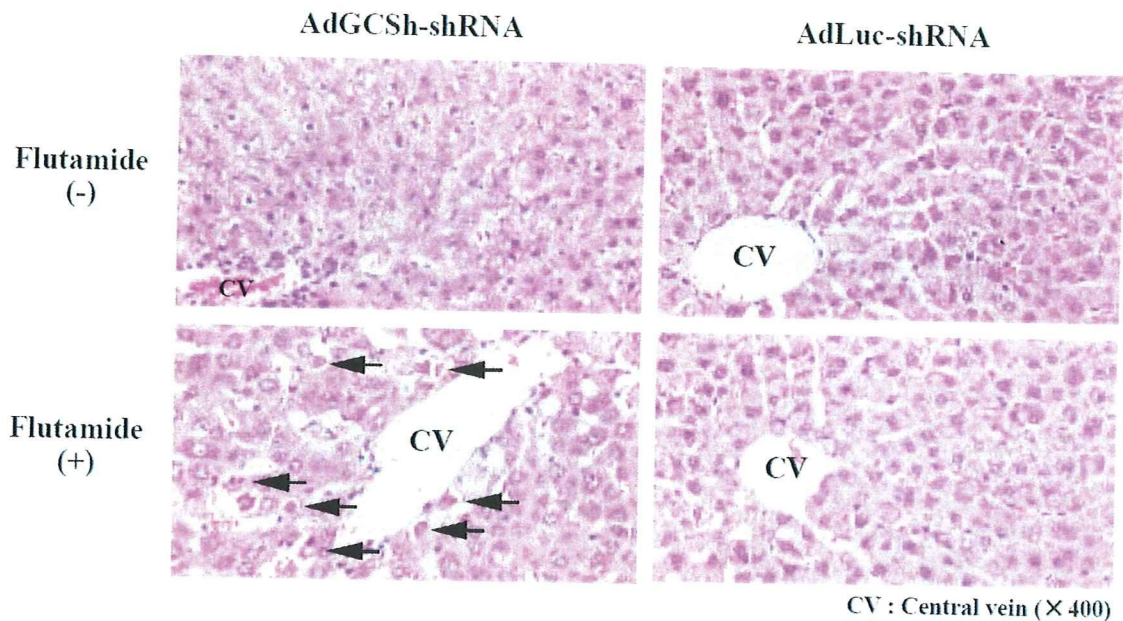 AdGCSh-shRNA
AdLuc-shRNA
Flutamide
(-)
CV
CV
Flutamide
(+)
CV
CV
CV : Central vein (× 400)